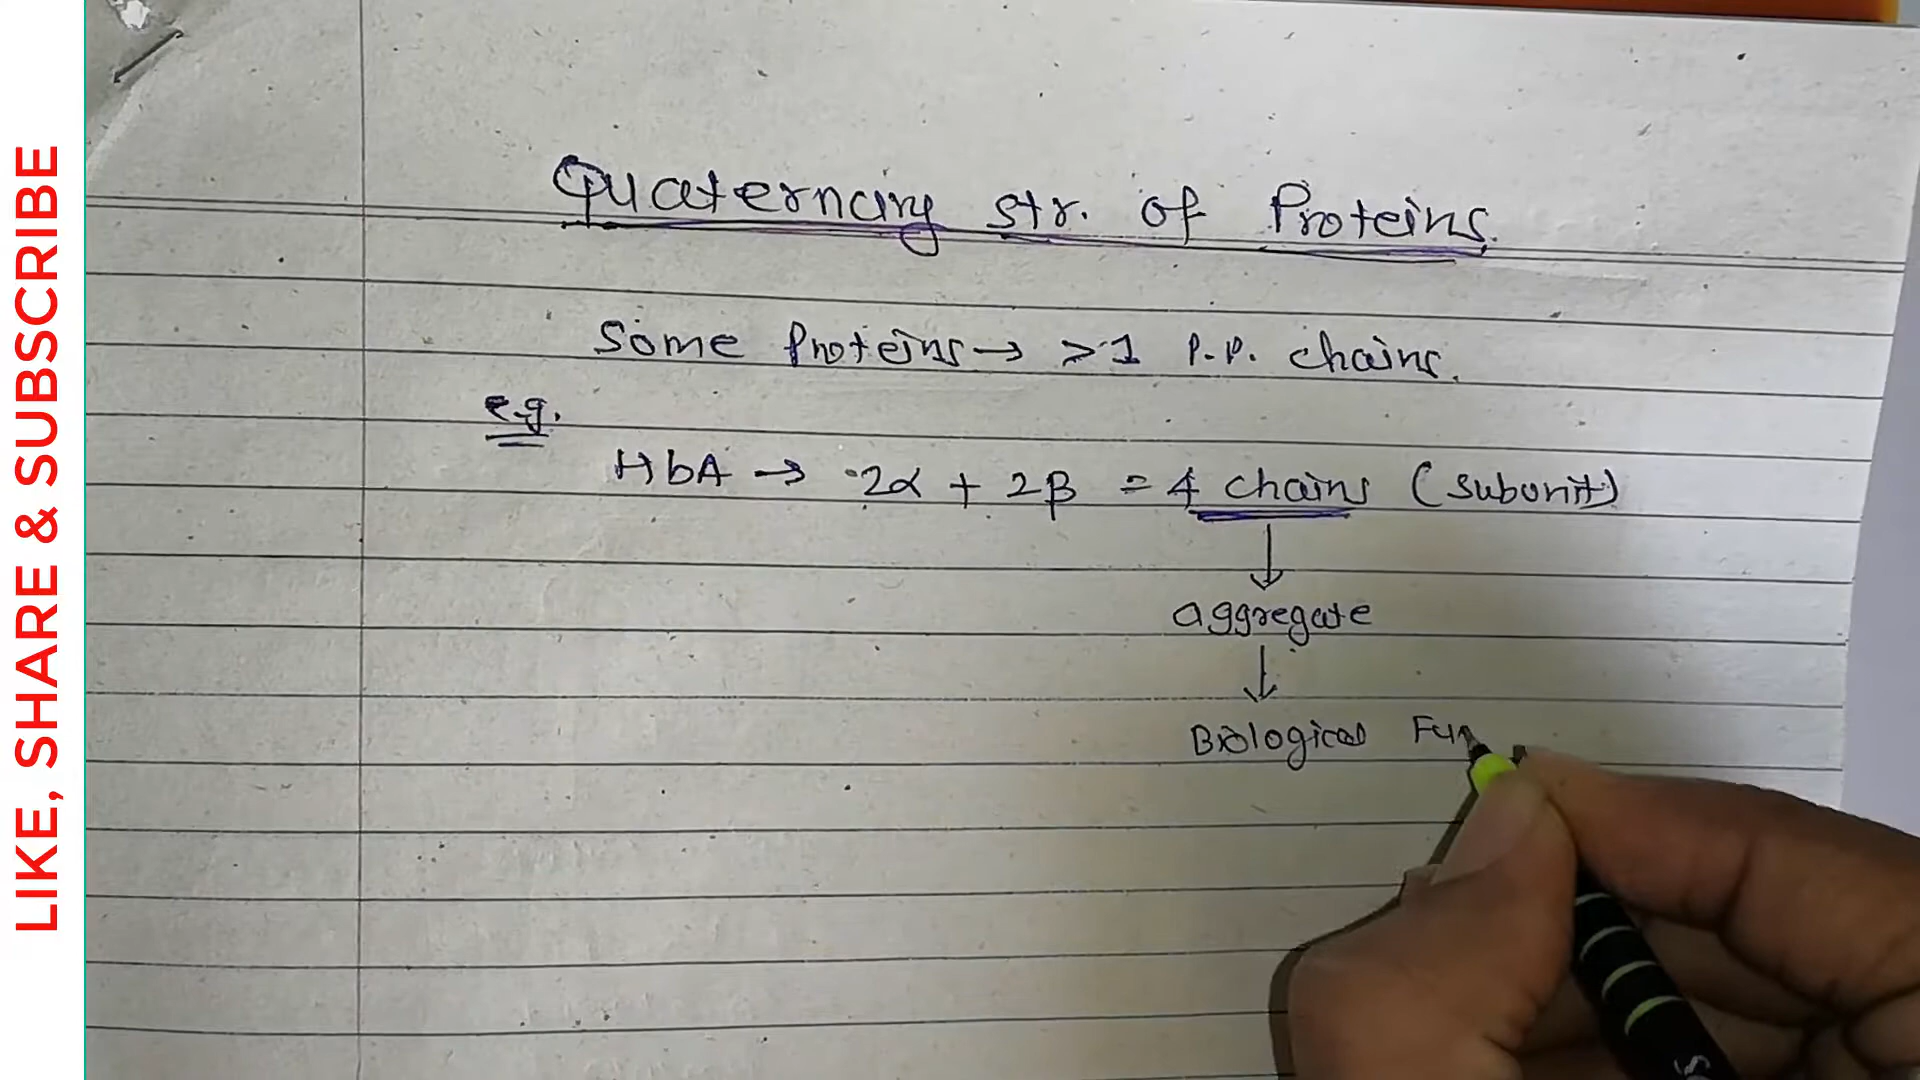 LIKE, SHARE & SUBSCRIBE
Quaternary str. of Proteins.
Some Proteins → >1 P.P. chains.
e.g.
HbA → 2α + 2β = 4 chains (Subunit)
↓
aggregate
↓
Biological Fun